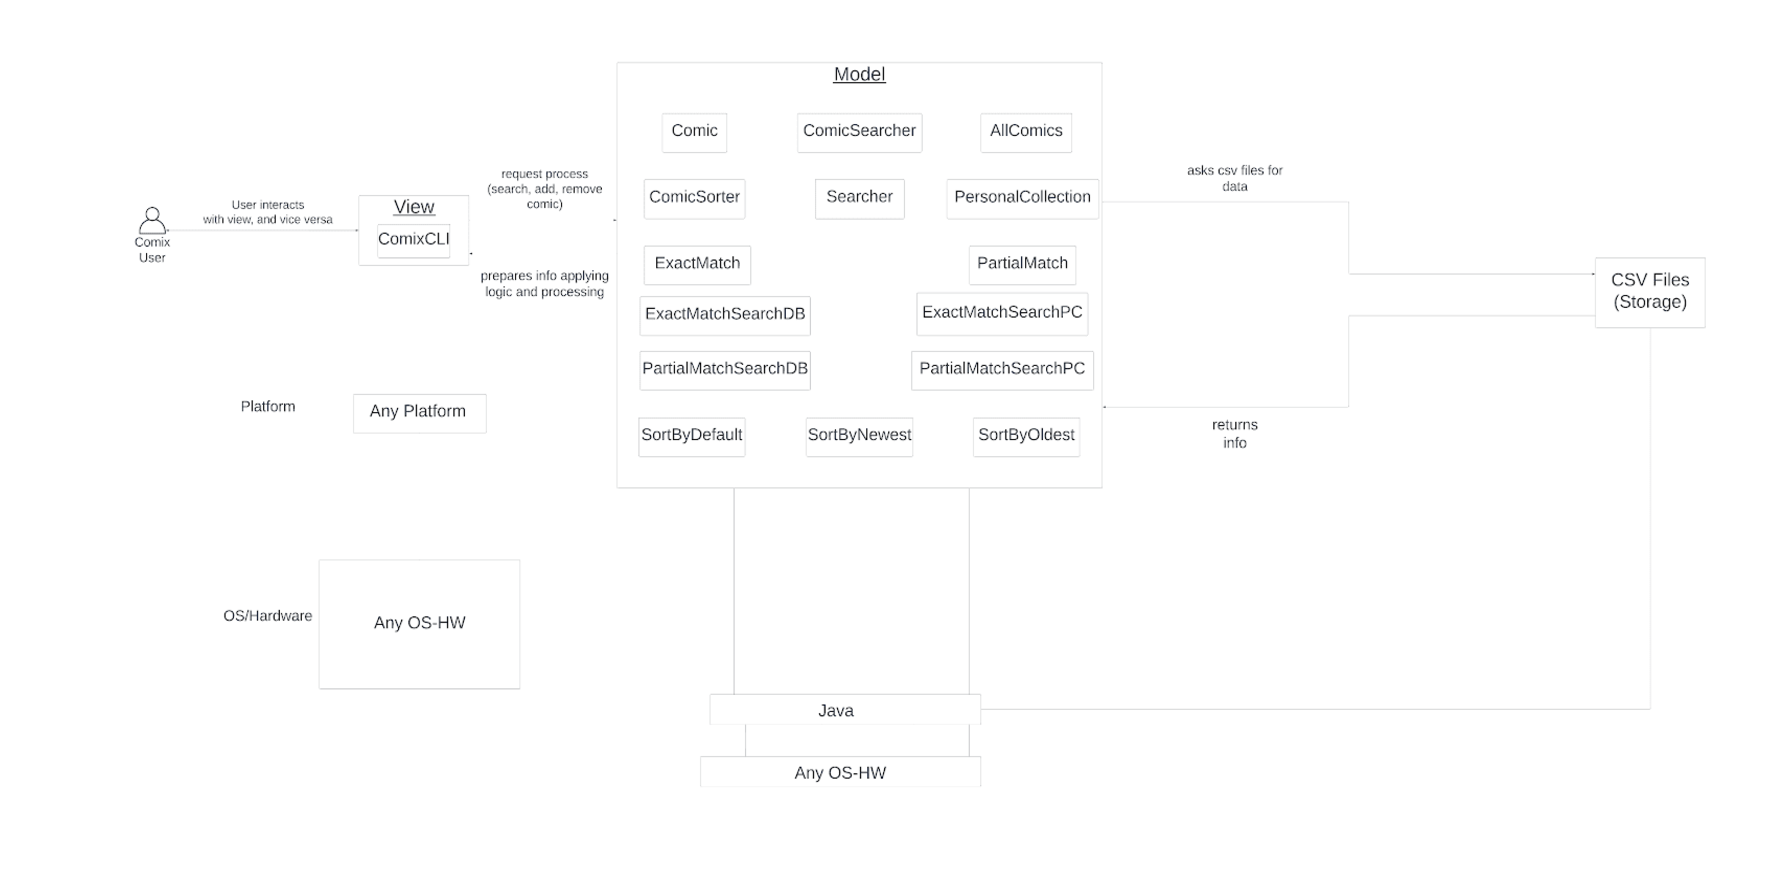 Model
Comic
ComicSearcher
AllComics
ComicSorter
Searcher
PersonalCollection
ExactMatch
PartialMatch
ExactMatchSearchDB
ExactMatchSearchPC
PartialMatchSearchDB
PartialMatchSearchPC
SortByDefault
SortByNewest
SortByOldest
request process
(search, add, remove
comic)
User interacts
with view, and vice versa
View
ComixCLI
Comix
User
prepares info applying
logic and processing
asks csv files for
data
CSV Files
(Storage)
returns
info
Platform
Any Platform
OS/Hardware
Any OS-HW
Java
Any OS-HW